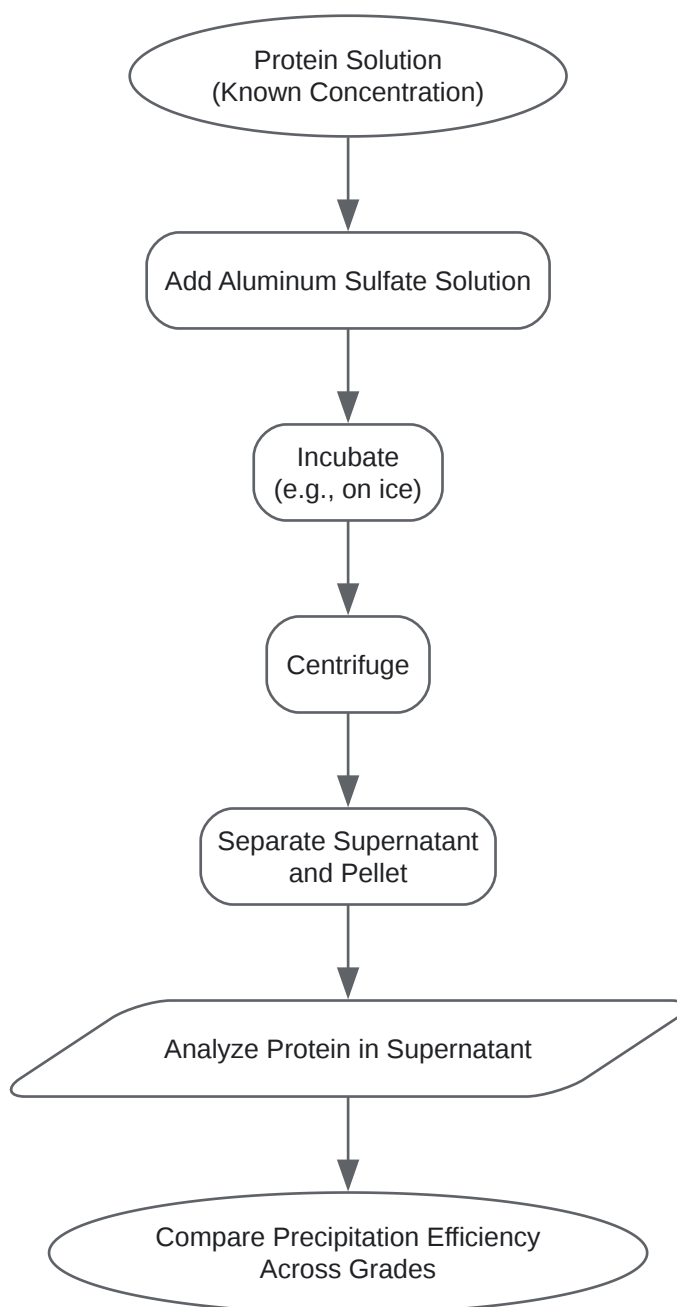 Protein Solution
(Known Concentration)
Add Aluminum Sulfate Solution
Incubate
(e.g., on ice)
Centrifuge
Separate Supernatant
and Pellet
Analyze Protein in Supernatant
Compare Precipitation Efficiency
Across Grades